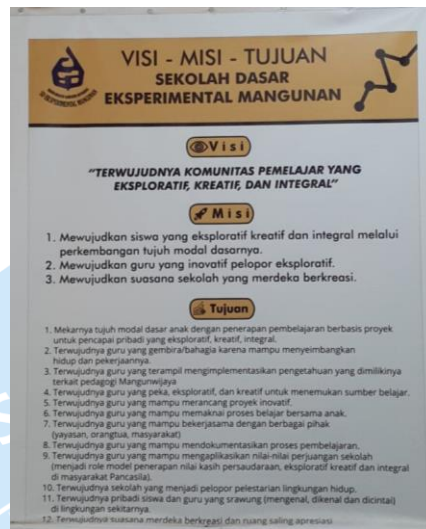 VISI - MISI - TUJUAN
SEKOLAH DASAR
EKSPERIMENTAL MANGUNAN
Visi
"TERWUJUDNYA KOMUNITAS PEMELAJAR YANG
EKSPLORATIF, KREATIF, DAN INTEGRAL"
Misi
1. Mewujudkan siswa yang eksploratif kreatif dan integral melalui
perkembangan tujuh modal dasarnya.
2. Mewujudkan guru yang inovatif pelopor eksploratif.
3. Mewujudkan suasana sekolah yang merdeka berkreasi.
Tujuan
1. Mekarnya tujuh modal dasar anak dengan penerapan pembelajaran berbasis proyek
untuk pencapai pribadi yang eksploratif, kreatif, integral.
2. Terwujudnya guru yang gembira/bahagia karena mampu menyeimbangkan
hidup dan pekerjaannya.
3. Terwujudnya guru yang terampil mengimplementasikan pengetahuan yang dimilikinya
terkait pedagogi Mangunwijaya
4. Terwujudnya guru yang peka, eksploratif, dan kreatif untuk menemukan sumber belajar.
5. Terwujudnya guru yang mampu merancang proyek inovatif.
6. Terwujudnya guru yang mampu memaknai proses belajar bersama anak.
7. Terwujudnya guru yang mampu bekerjasama dengan berbagai pihak
(yayasan, orangtua, masyarakat)
8. Terwujudnya guru yang mampu mendokumentasikan proses pembelajaran.
9. Terwujudnya guru yang mampu mengaplikasikan nilai-nilai perjuangan sekolah
(menjadi role model penerapan nilai kasih persaudaraan, eksploratif kreatif dan integral
di masyarakat Pancasila).
10. Terwujudnya sekolah yang menjadi pelopor pelestarian lingkungan hidup.
11. Terwujudnya pribadi siswa dan guru yang srawung (mengenal, dikenal dan dicintai)
di lingkungan sekitarnya.
12. Terwujudnya suasana merdeka berkreasi dan ruang saling apresiasi